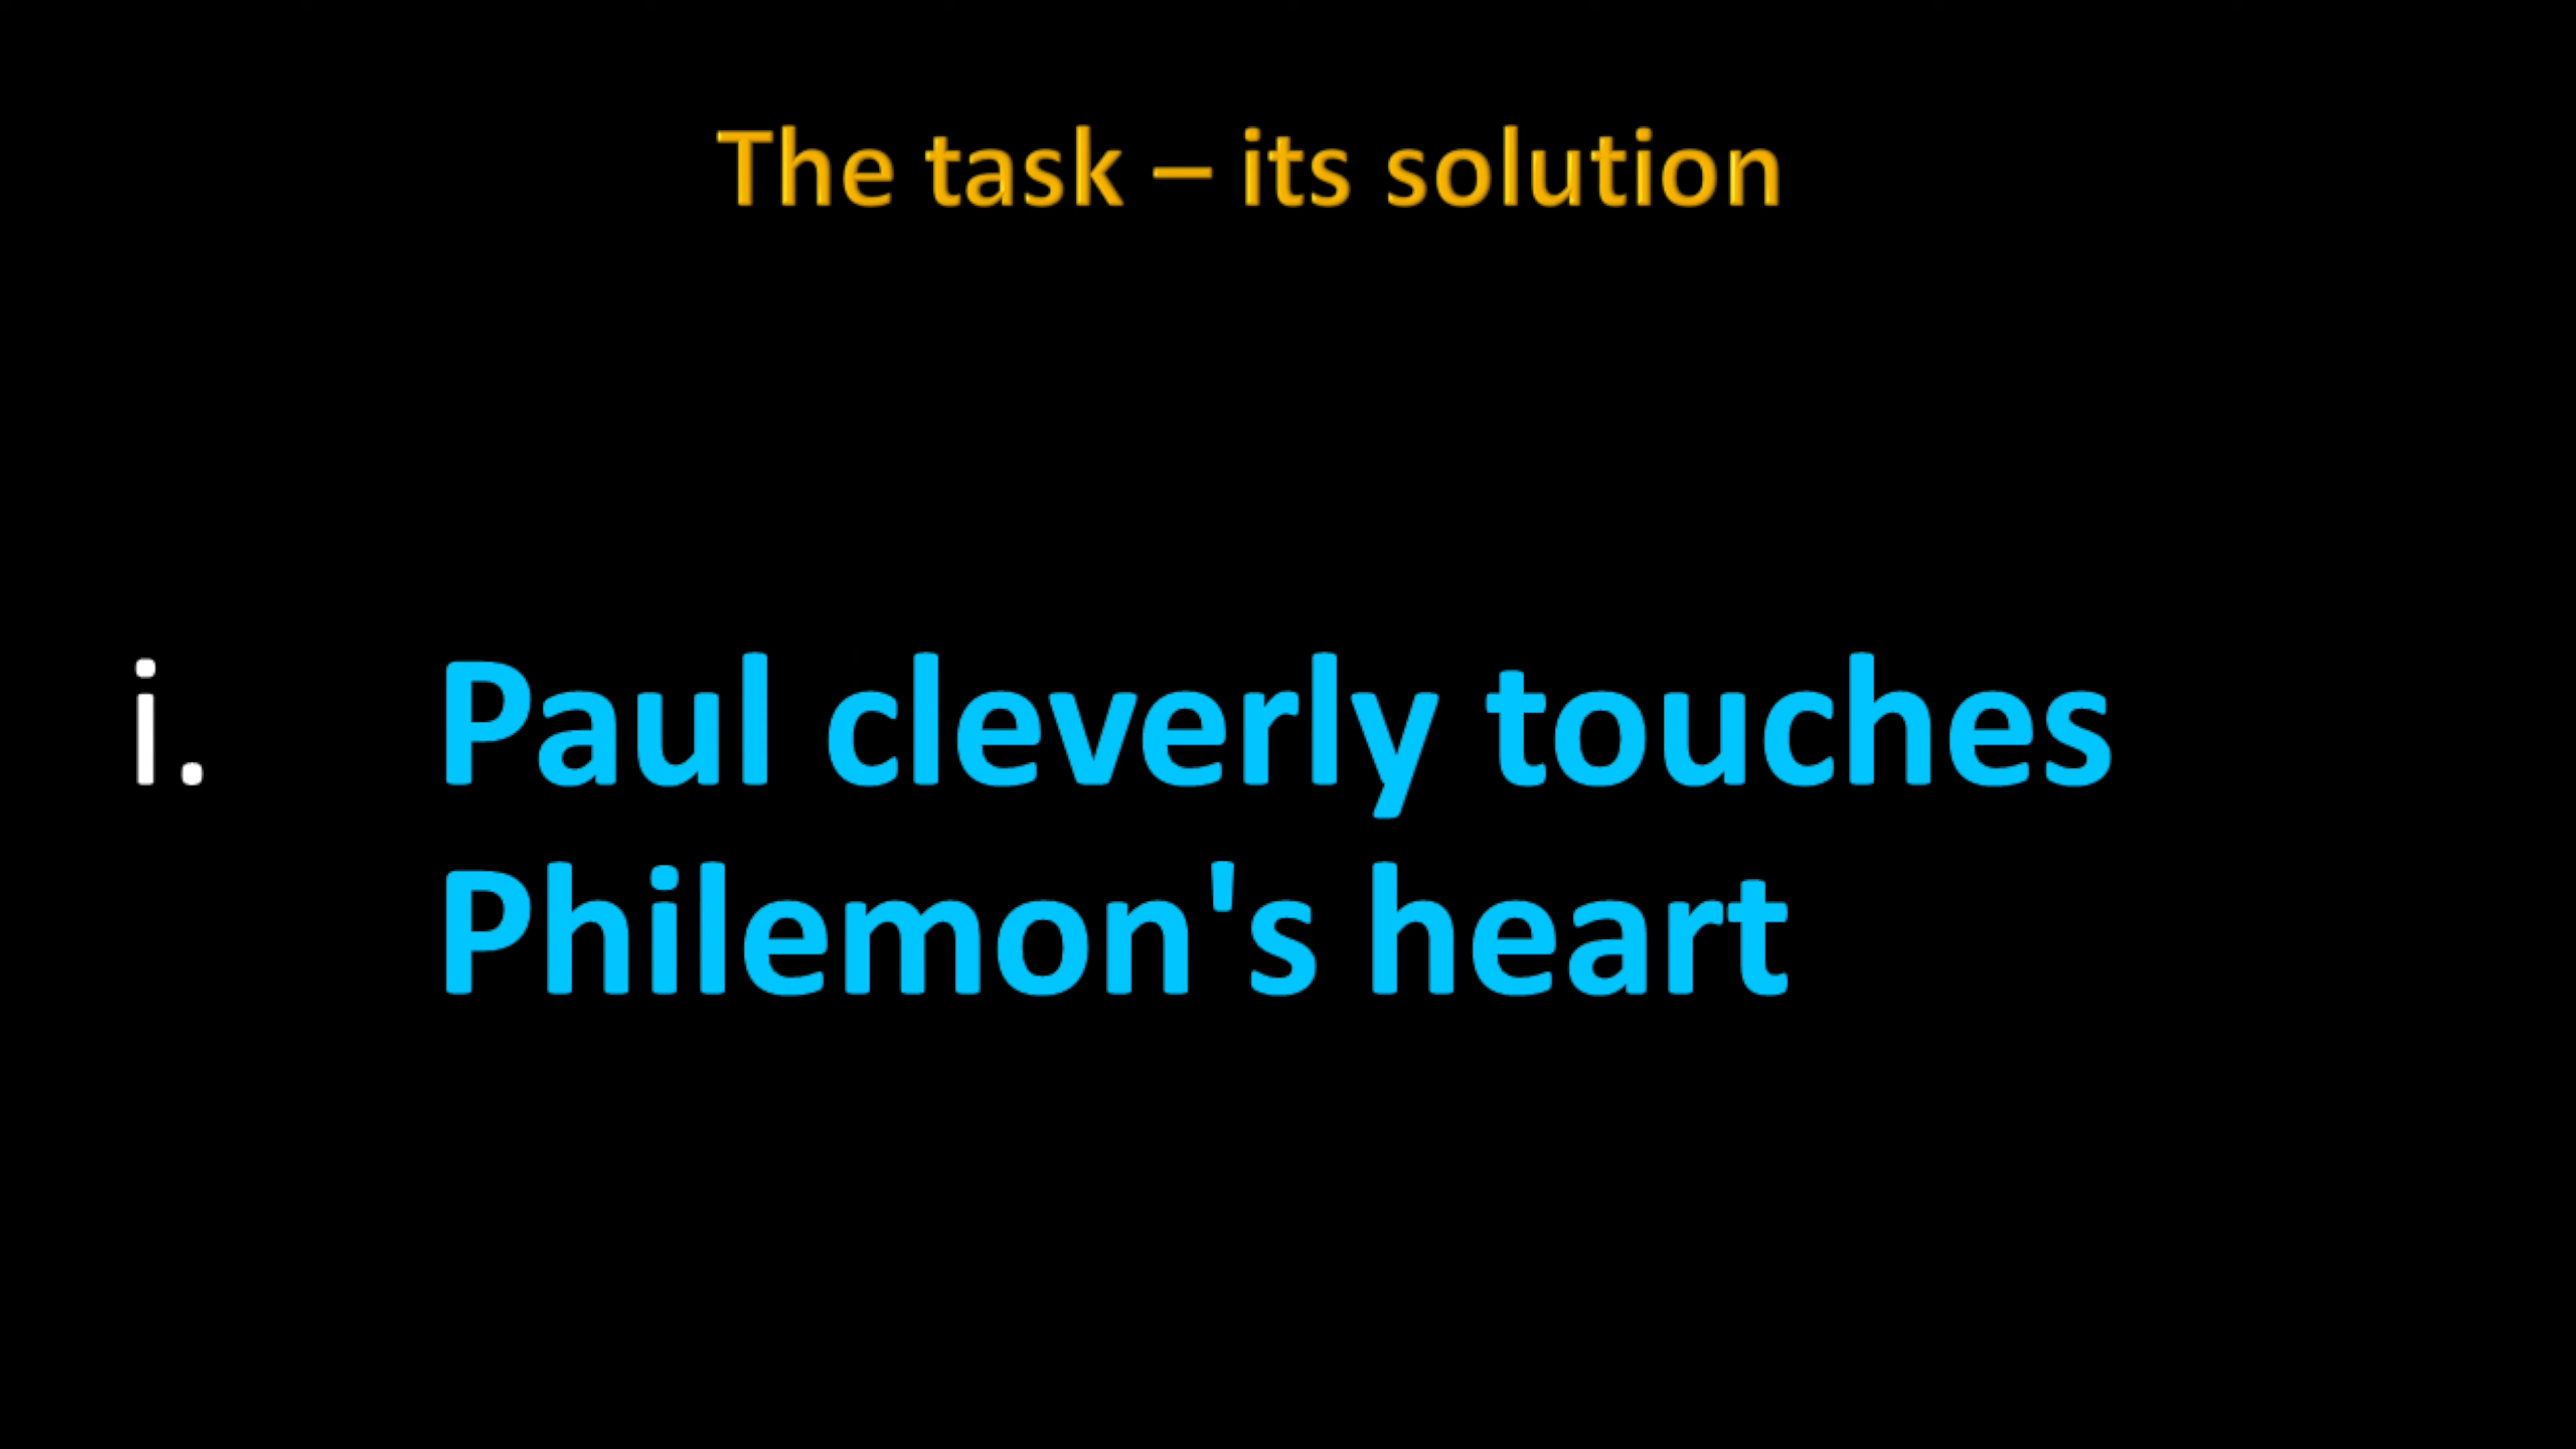 The task – its solution
i. Paul cleverly touches
Philemon's heart